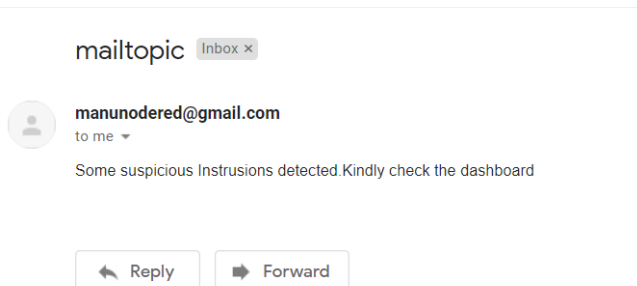 mailtopic Inbox ×
manunodered@gmail.com
to me
Some suspicious Instrusions detected.Kindly check the dashboard
Reply Forward